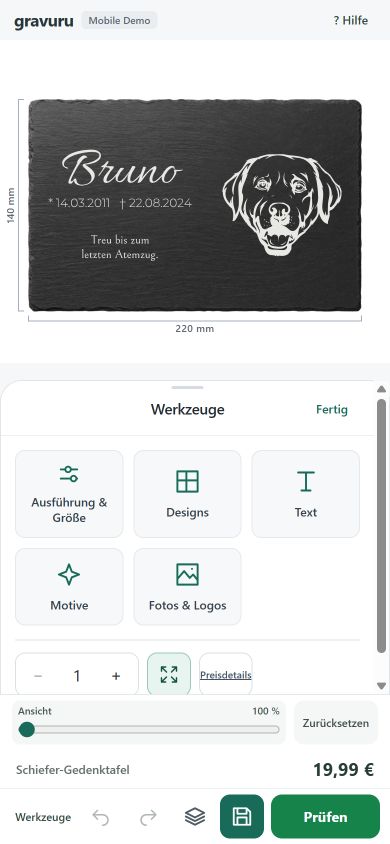 gravuru Mobile Demo ? Hilfe
Bruno
* 14.03.2011 † 22.08.2024
Treu bis zum
letzten Atemzug.
140 mm
220 mm
Werkzeuge Fertig
Ausführung &
Größe
Designs
Text
Motive
Fotos & Logos
− 1 + Preisdetails
Ansicht 100 %
Zurücksetzen
Schiefer-Gedenktafel 19,99 €
Werkzeuge Prüfen